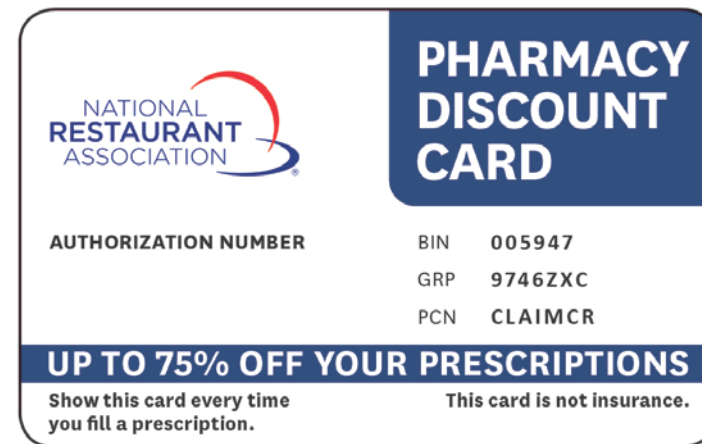 NATIONAL
RESTAURANT
ASSOCIATION
®
PHARMACY
DISCOUNT
CARD
AUTHORIZATION NUMBER
BIN 005947
GRP 9746ZXC
PCN CLAIMCR
UP TO 75% OFF YOUR PRESCRIPTIONS
Show this card every time
you fill a prescription.
This card is not insurance.